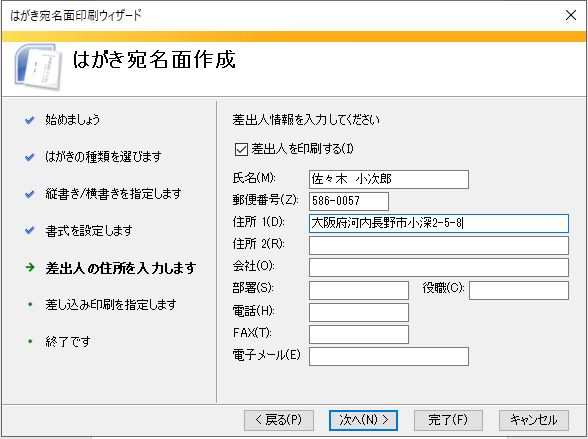 はがき宛名面印刷ウィザード
はがき宛名面作成
始めましょう
はがきの種類を選びます
縦書き/横書きを指定します
書式を設定します
差出人の住所を入力します
差し込み印刷を指定します
終了です
差出人情報を入力してください
差出人を印刷する(I)
氏名(M): 佐々木 小次郎
郵便番号(Z): 586-0057
住所 1(D): 大阪府河内長野市小深2-5-8
住所 2(R):
会社(O):
部署(S): 役職(C):
電話(H):
FAX(T):
電子メール(E)
< 戻る(P) 次へ(N) > 完了(F) キャンセル